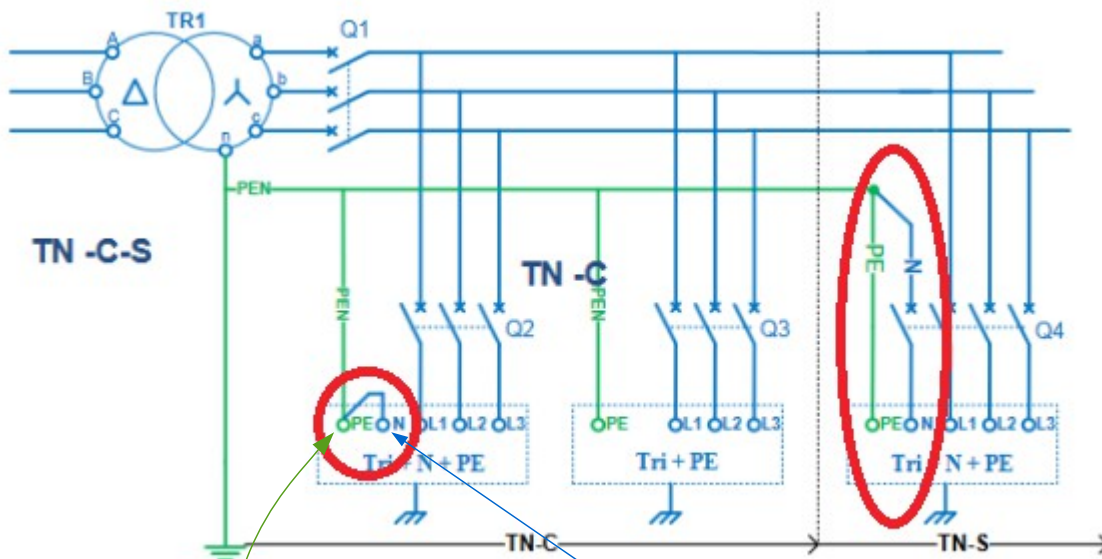 TR1
Q1
A
a
B
b
C
c
n
PEN
TN -C-S
TN -C
PEN
PEN
PE
N
Q2
Q3
Q4
PE
N
L1
L2
L3
PE
L1
L2
L3
PE
N
L2
L3
Tri + N + PE
Tri + PE
Tri + N + PE
TN-C
TN-S